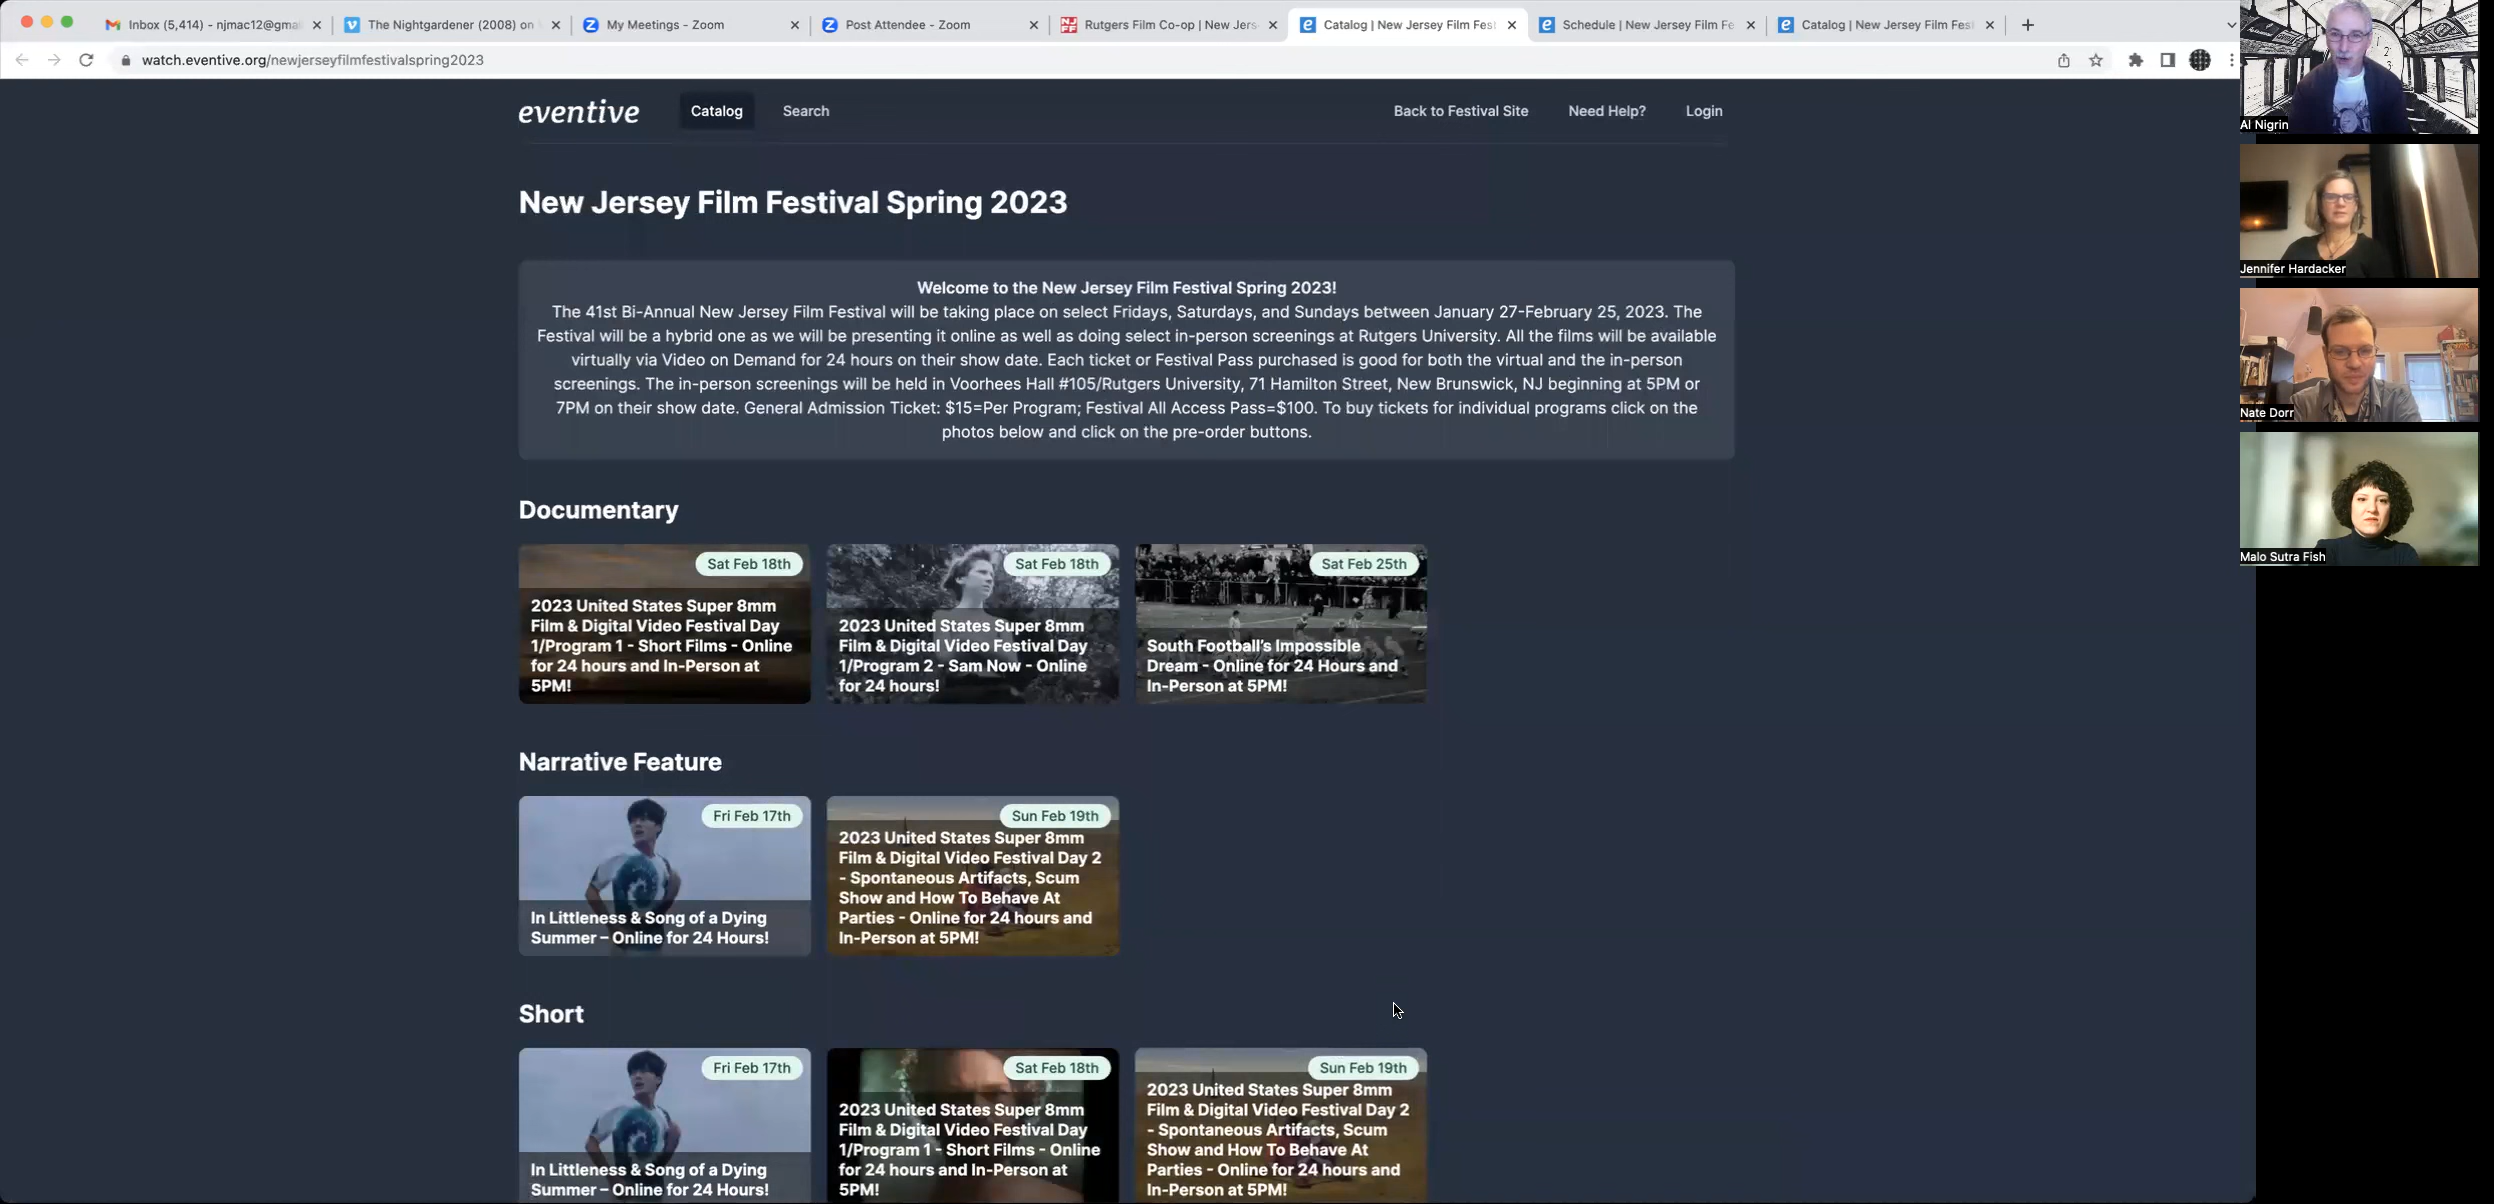 Inbox (5,414) - njmac12@gma
The Nightgardener (2008) on
My Meetings - Zoom
Post Attendee - Zoom
Rutgers Film Co-op | New Jers
Catalog | New Jersey Film Fest
Schedule | New Jersey Film Fe
Catalog | New Jersey Film Fest
watch.eventive.org/newjerseyfilmfestivalspring2023
eventive
Catalog
Search
Back to Festival Site
Need Help?
Login
New Jersey Film Festival Spring 2023
Welcome to the New Jersey Film Festival Spring 2023!
The 41st Bi-Annual New Jersey Film Festival will be taking place on select Fridays, Saturdays, and Sundays between January 27-February 25, 2023. The
Festival will be a hybrid one as we will be presenting it online as well as doing select in-person screenings at Rutgers University. All the films will be available
virtually via Video on Demand for 24 hours on their show date. Each ticket or Festival Pass purchased is good for both the virtual and the in-person
screenings. The in-person screenings will be held in Voorhees Hall #105/Rutgers University, 71 Hamilton Street, New Brunswick, NJ beginning at 5PM or
7PM on their show date. General Admission Ticket: $15=Per Program; Festival All Access Pass=$100. To buy tickets for individual programs click on the
photos below and click on the pre-order buttons.
Documentary
Sat Feb 18th
2023 United States Super 8mm
Film & Digital Video Festival Day
1/Program 1 - Short Films - Online
for 24 hours and In-Person at
5PM!
Sat Feb 18th
2023 United States Super 8mm
Film & Digital Video Festival Day
1/Program 2 - Sam Now - Online
for 24 hours!
Sat Feb 25th
South Football's Impossible
Dream - Online for 24 Hours and
In-Person at 5PM!
Narrative Feature
Fri Feb 17th
In Littleness & Song of a Dying
Summer – Online for 24 Hours!
Sun Feb 19th
2023 United States Super 8mm
Film & Digital Video Festival Day 2
- Spontaneous Artifacts, Scum
Show and How To Behave At
Parties - Online for 24 hours and
In-Person at 5PM!
Short
Fri Feb 17th
In Littleness & Song of a Dying
Summer – Online for 24 Hours!
Sat Feb 18th
2023 United States Super 8mm
Film & Digital Video Festival Day
1/Program 1 - Short Films - Online
for 24 hours and In-Person at
5PM!
Sun Feb 19th
2023 United States Super 8mm
Film & Digital Video Festival Day 2
- Spontaneous Artifacts, Scum
Show and How To Behave At
Parties - Online for 24 hours and
In-Person at 5PM!
Al Nigrin
Jennifer Hardacker
Nate Dorr
Malo Sutra Fish